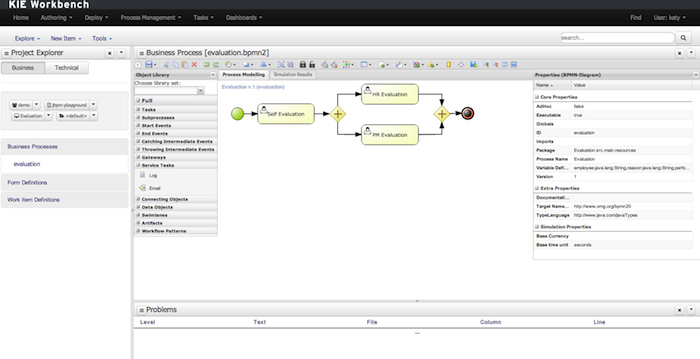 KIE Workbench
Home Authoring Deploy Process Management Tasks Dashboards Find User: katy
Explore New Item Tools search...
Project Explorer
Business Technical
demo jbpm-playground
Evaluation <default>
Business Processes
evaluation
Form Definitions
Work Item Definitions
Business Process [evaluation.bpmn2]
Object Library
Choose library set:
Full
Tasks
Subprocesses
Start Events
End Events
Catching Intermediate Events
Throwing Intermediate Events
Gateways
Service Tasks
Log
Email
Connecting Objects
Data Objects
Swimlanes
Artifacts
Workflow Patterns
Process Modelling Simulation Results
Evaluation v.1 (evaluation)
Self Evaluation
HR Evaluation
PM Evaluation
Properties (BPMN-Diagram)
Name Value
Core Properties
AdHoc false
Executable true
Globals
ID evaluation
Imports
Package Evaluation.src.main.resources
Process Name Evaluation
Variable Defi... employee:java.lang.String,reason:java.lang.String,perfo...
Version 1
Extra Properties
Documentati...
Target Name... http://www.omg.org/bpmn20
TypeLanguage http://www.java.com/javaTypes
Simulation Properties
Base Currency
Base time unit seconds
Problems
Level Text File Column Line